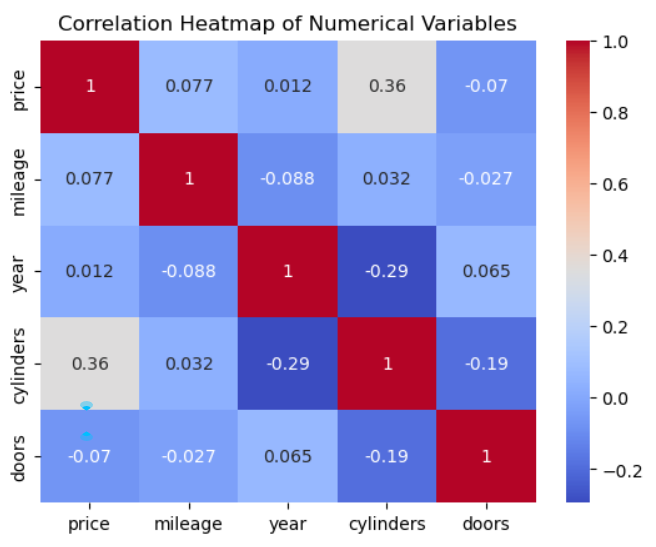 Correlation Heatmap of Numerical Variables
price 1 0.077 0.012 0.36 -0.07
mileage 0.077 1 -0.088 0.032 -0.027
year 0.012 -0.088 1 -0.29 0.065
cylinders 0.36 0.032 -0.29 1 -0.19
doors -0.07 -0.027 0.065 -0.19 1
price mileage year cylinders doors
1.0
0.8
0.6
0.4
0.2
0.0
−0.2